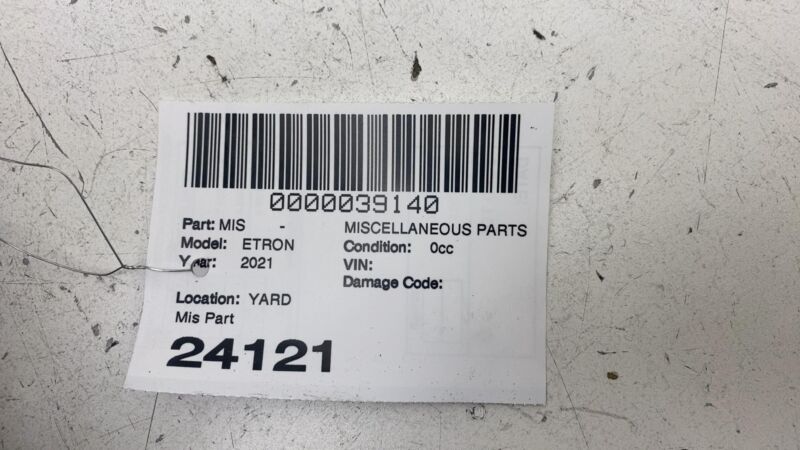 0000039140
Part: MIS - MISCELLANEOUS PARTS
Model: ETRON Condition: 0cc
Year: 2021 VIN:
Damage Code:
Location: YARD
Mis Part
24121